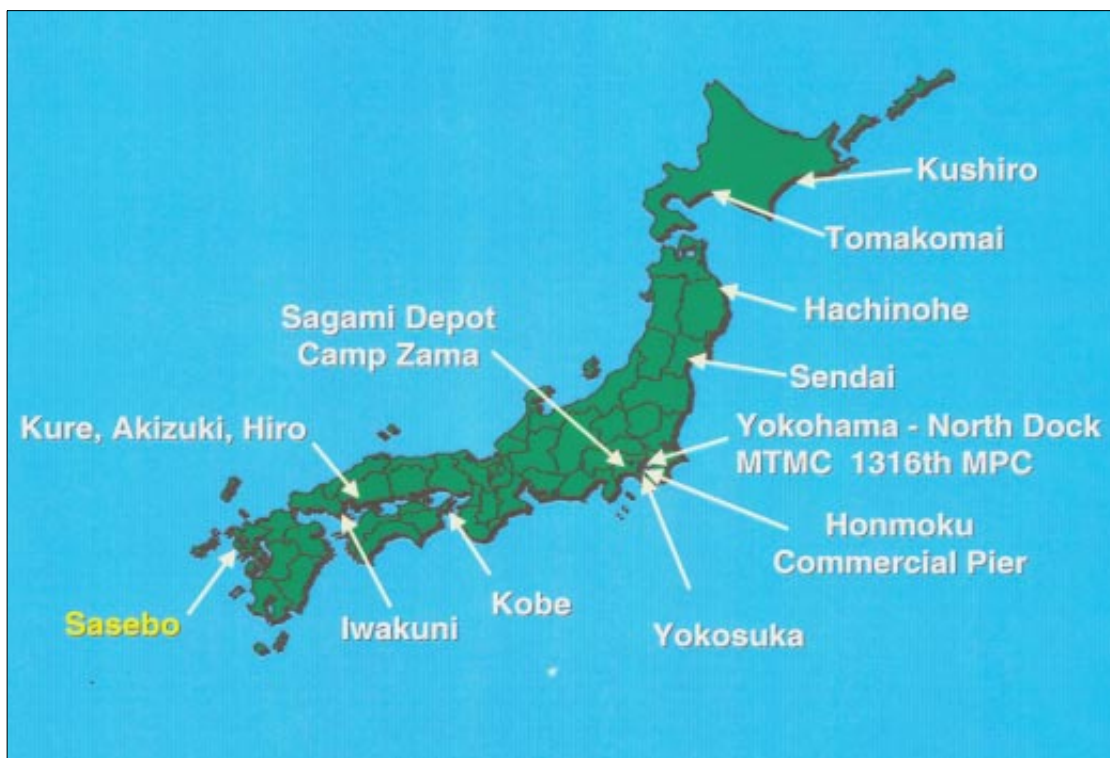 Kushiro
Tomakomai
Hachinohe
Sagami Depot
Camp Zama
Sendai
Kure, Akizuki, Hiro
Yokohama - North Dock
MTMC 1316th MPC
Honmoku
Commercial Pier
Kobe
Sasebo
Iwakuni
Yokosuka